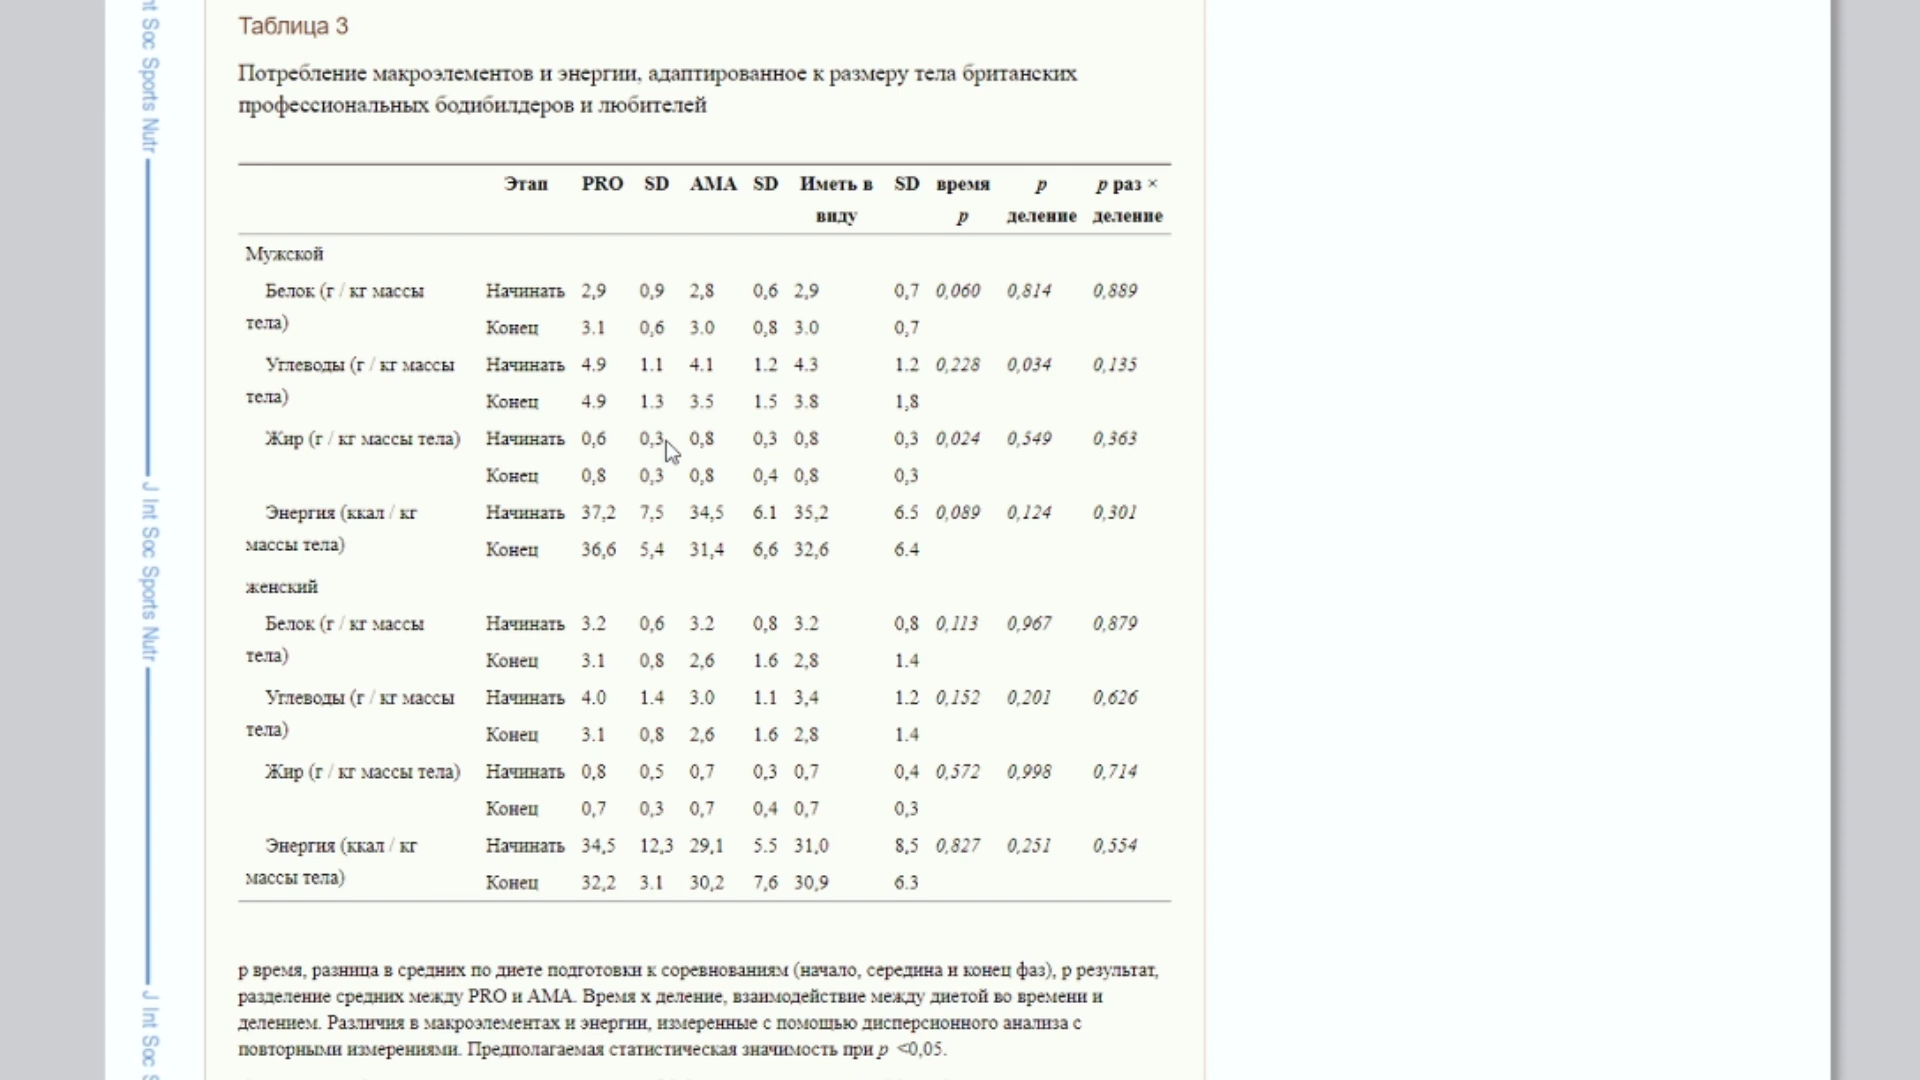 Таблица 3
Потребление макроэлементов и энергии, адаптированное к размеру тела британских
профессиональных бодибилдеров и любителей
Этап PRO SD AMA SD Иметь в виду SD время p p деление p раз × деление
Мужской
Белок (г / кг массы тела) Начинать 2,9 0,9 2,8 0,6 2,9 0,7 0,060 0,814 0,889
Конец 3.1 0,6 3.0 0,8 3.0 0,7
Углеводы (г / кг массы тела) Начинать 4.9 1.1 4.1 1.2 4.3 1.2 0,228 0,034 0,135
Конец 4.9 1.3 3.5 1.5 3.8 1,8
Жир (г / кг массы тела) Начинать 0,6 0,3 0,8 0,3 0,8 0,3 0,024 0,549 0,363
Конец 0,8 0,3 0,8 0,4 0,8 0,3
Энергия (ккал / кг массы тела) Начинать 37,2 7,5 34,5 6.1 35,2 6.5 0,089 0,124 0,301
Конец 36,6 5,4 31,4 6,6 32,6 6.4
женский
Белок (г / кг массы тела) Начинать 3.2 0,6 3.2 0,8 3.2 0,8 0,113 0,967 0,879
Конец 3.1 0,8 2,6 1.6 2,8 1.4
Углеводы (г / кг массы тела) Начинать 4.0 1.4 3.0 1.1 3,4 1.2 0,152 0,201 0,626
Конец 3.1 0,8 2,6 1.6 2,8 1.4
Жир (г / кг массы тела) Начинать 0,8 0,5 0,7 0,3 0,7 0,4 0,572 0,998 0,714
Конец 0,7 0,3 0,7 0,4 0,7 0,3
Энергия (ккал / кг массы тела) Начинать 34,5 12,3 29,1 5.5 31,0 8,5 0,827 0,251 0,554
Конец 32,2 3.1 30,2 7,6 30,9 6.3
p время, разница в средних по диете подготовки к соревнованиям (начало, середина и конец фаз), p результат,
разделение средних между PRO и AMA. Время x деление, взаимодействие между диетой во времени и
делением. Различия в макроэлементах и энергии, измеренные с помощью дисперсионного анализа с
повторными измерениями. Предполагаемая статистическая значимость при p <0,05.
nt Soc Sports Nutr
J Int Soc Sports Nutr
J Int Soc S